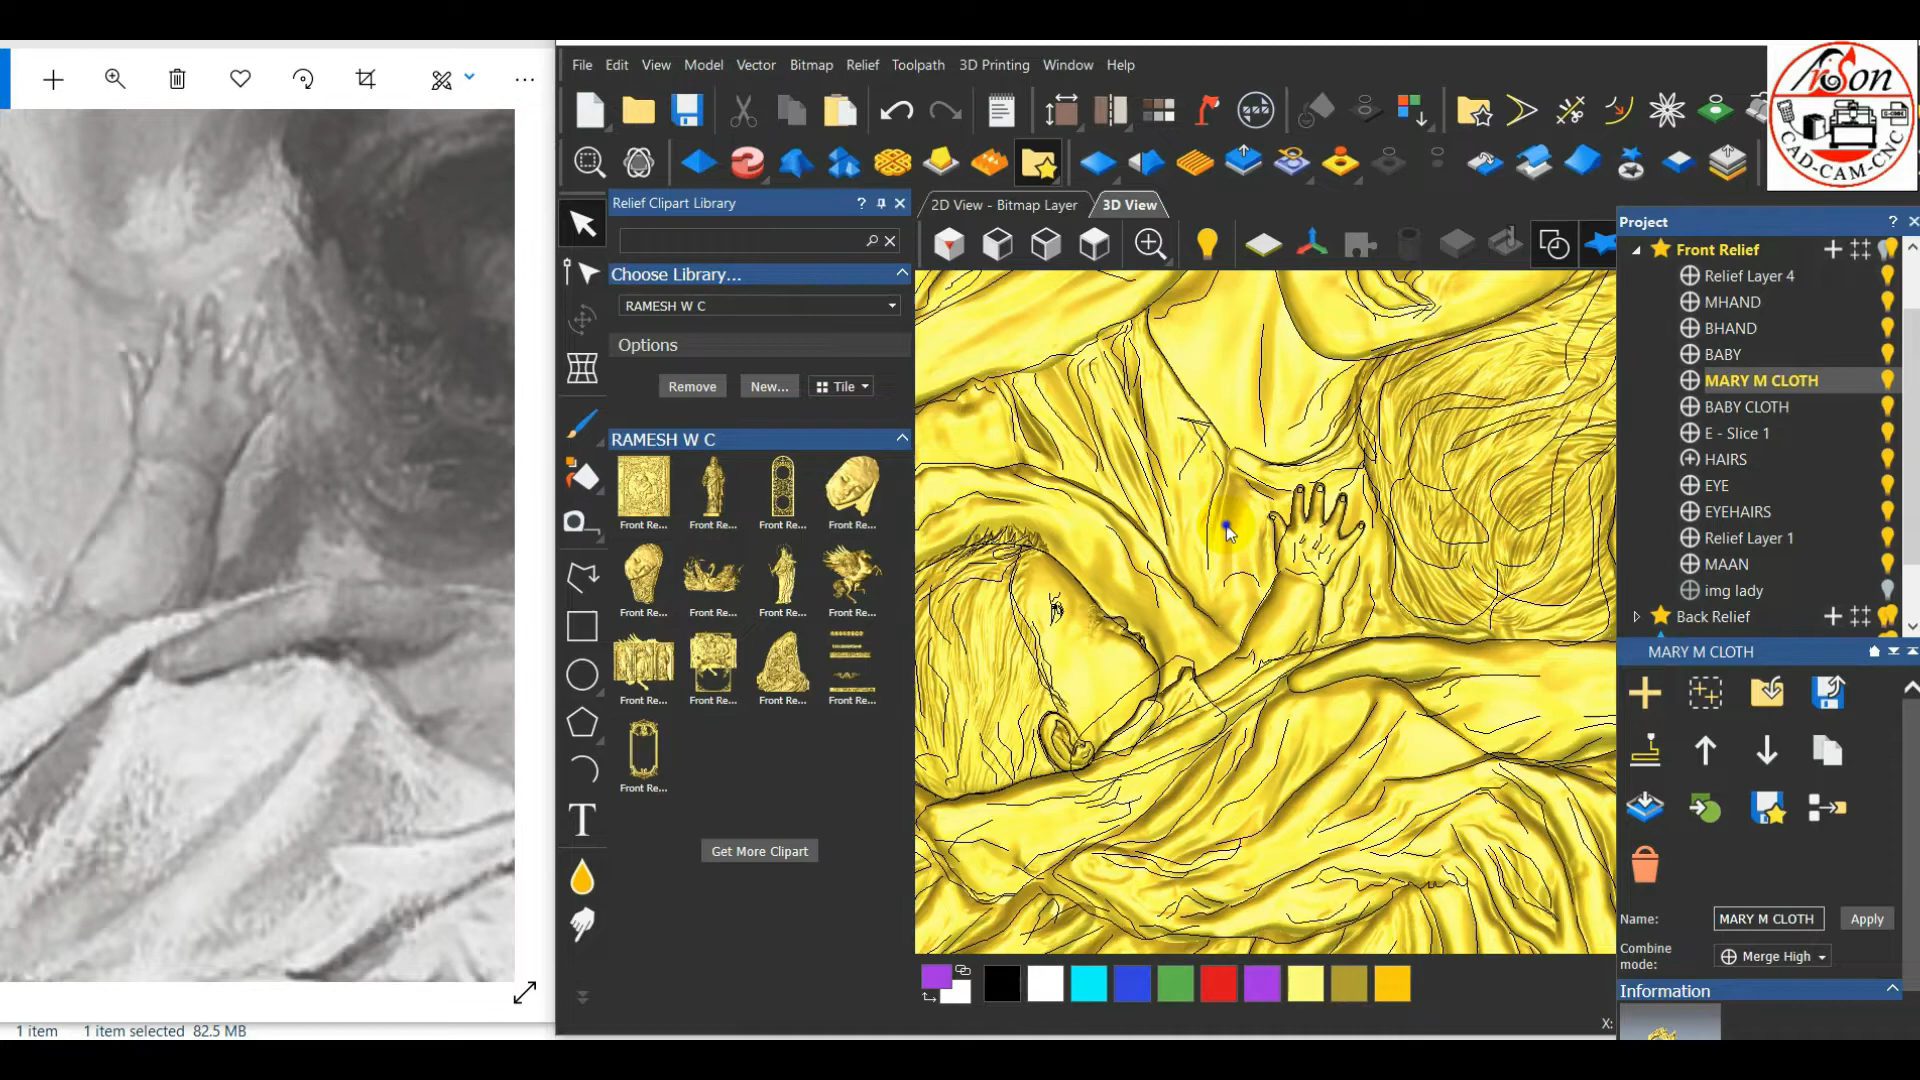 File Edit View Model Vector Bitmap Relief Toolpath 3D Printing Window Help
ArSon
CAD-CAM-CNC
Relief Clipart Library ?
Choose Library...
RAMESH W C
Options
Remove New... Tile
RAMESH W C
Front Re... Front Re... Front Re... Front Re...
Front Re... Front Re... Front Re... Front Re...
Front Re... Front Re... Front Re... Front Re...
Front Re...
Get More Clipart
T
2D View - Bitmap Layer 3D View
Project ?
Front Relief
Relief Layer 4
MHAND
BHAND
BABY
MARY M CLOTH
BABY CLOTH
E - Slice 1
HAIRS
EYE
EYEHAIRS
Relief Layer 1
MAAN
img lady
Back Relief
MARY M CLOTH
Name: MARY M CLOTH Apply
Combine mode: Merge High
Information
X:
1 item 1 item selected 82.5 MB